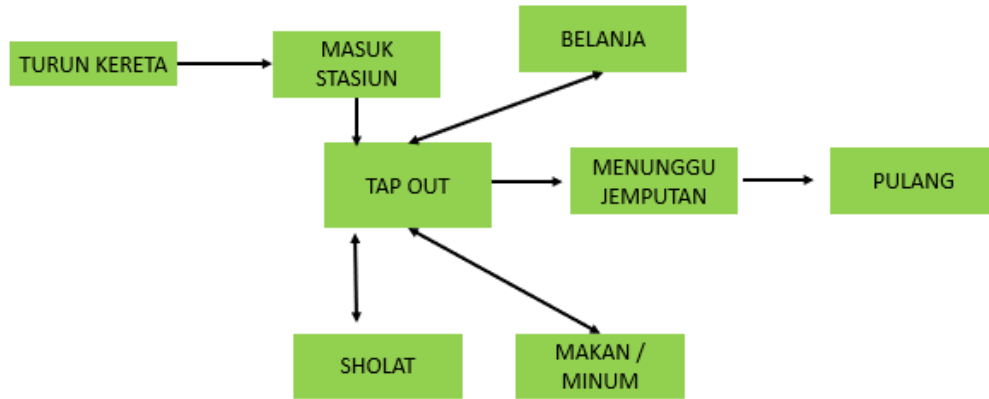 TURUN KERETA
MASUK
STASIUN
BELANJA
TAP OUT
MENUNGGU
JEMPUTAN
PULANG
SHOLAT
MAKAN /
MINUM